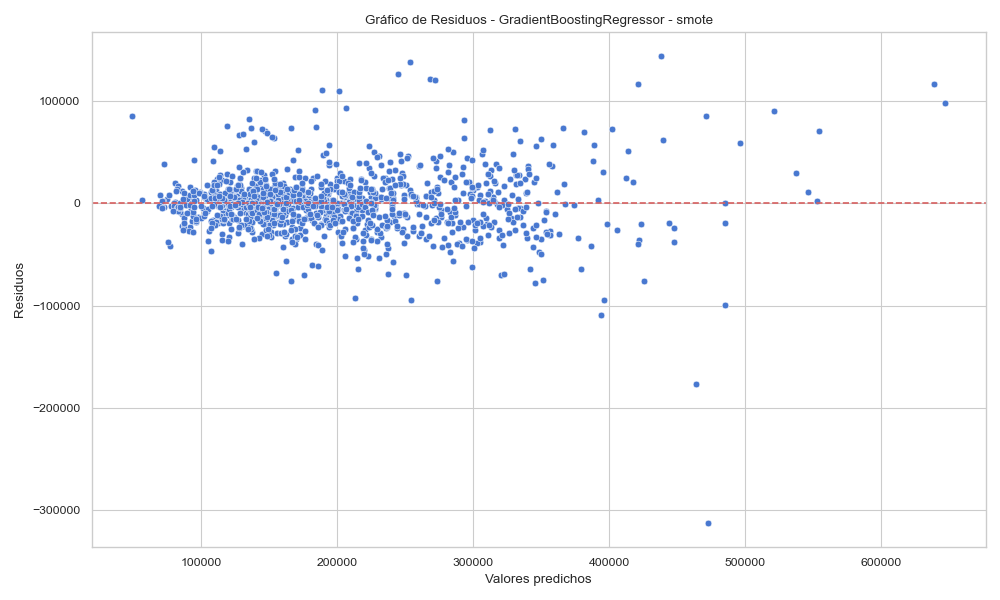 Gráfico de Residuos - GradientBoostingRegressor - smote
Residuos
100000
0
−100000
−200000
−300000
100000 200000 300000 400000 500000 600000
Valores predichos